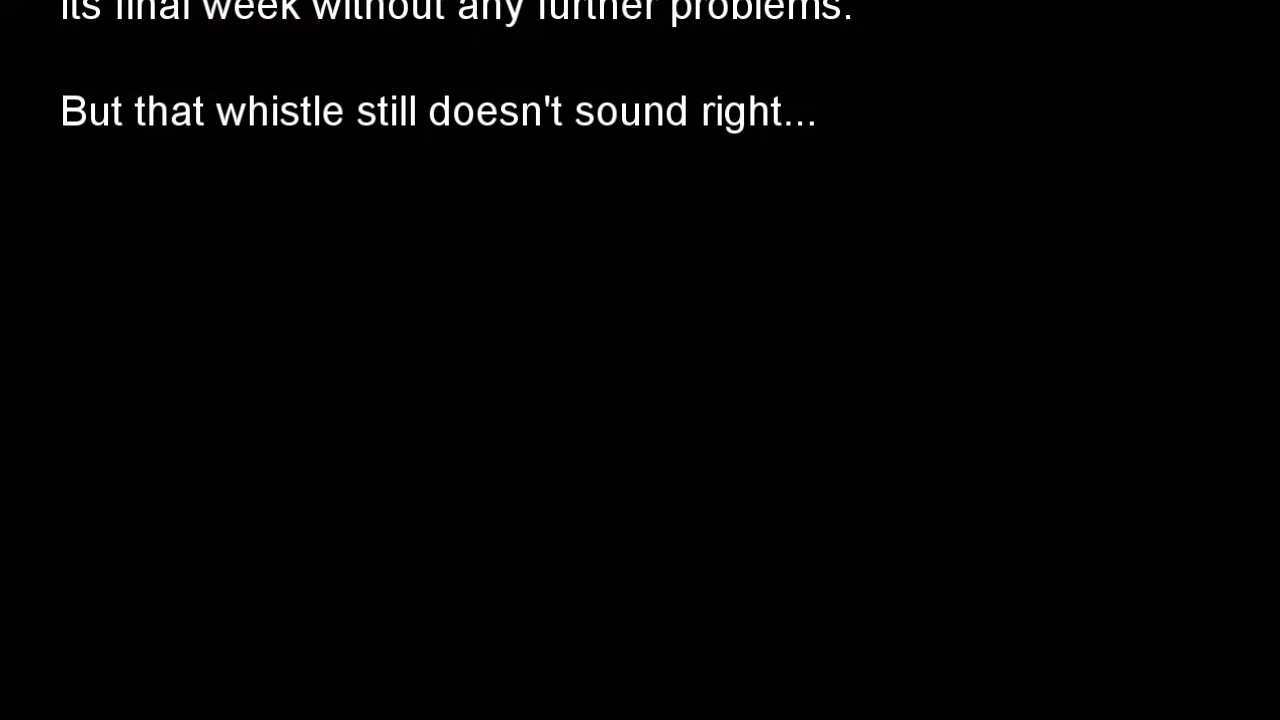 its final week without any further problems.
But that whistle still doesn't sound right...